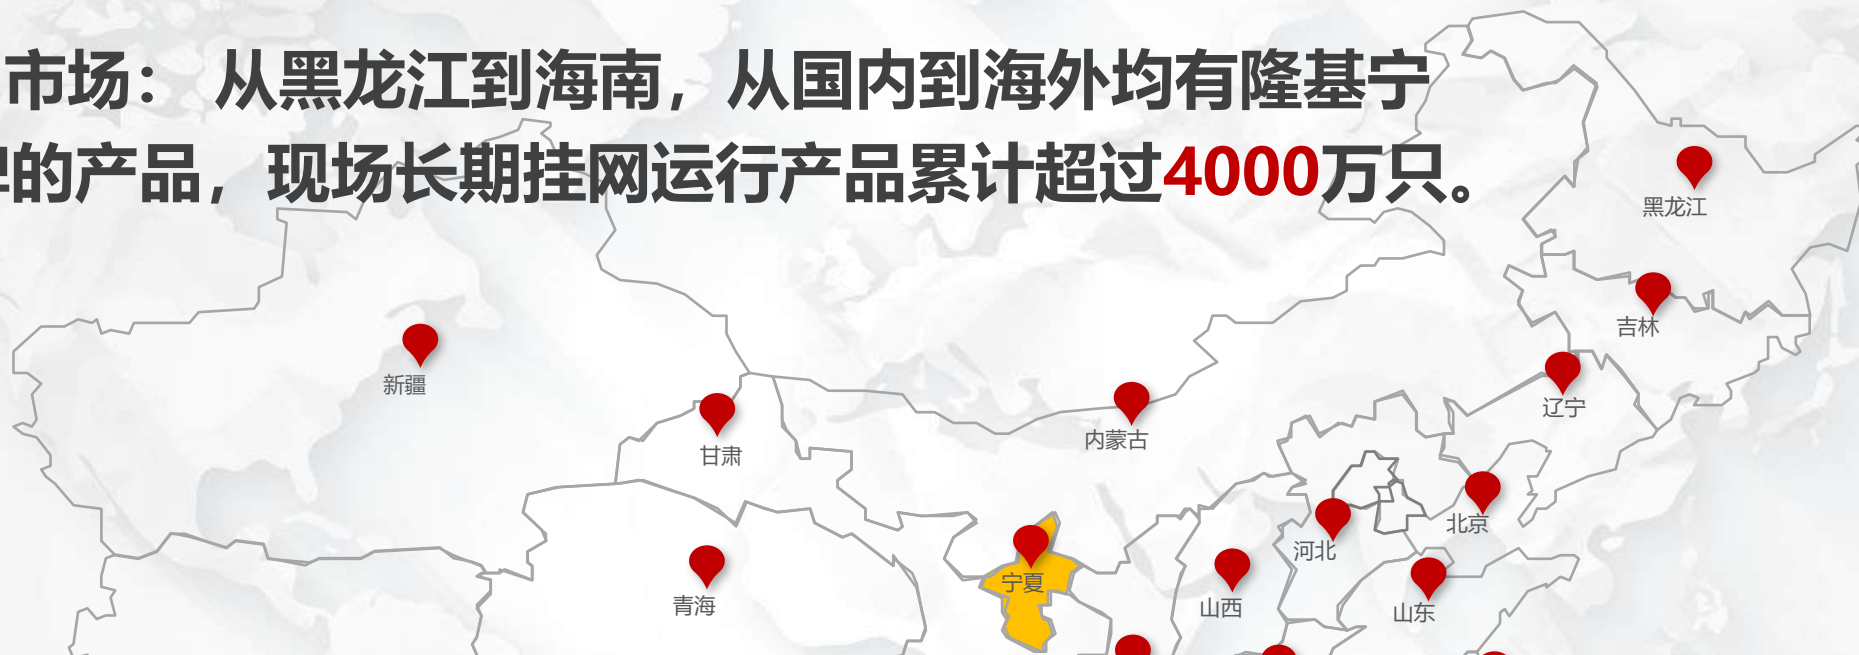 市场： 从黑龙江到海南，从国内到海外均有隆基宁
的产品，现场长期挂网运行产品累计超过4000万只。
黑龙江
吉林
新疆
辽宁
甘肃
内蒙古
北京
河北
宁夏
青海
山西
山东